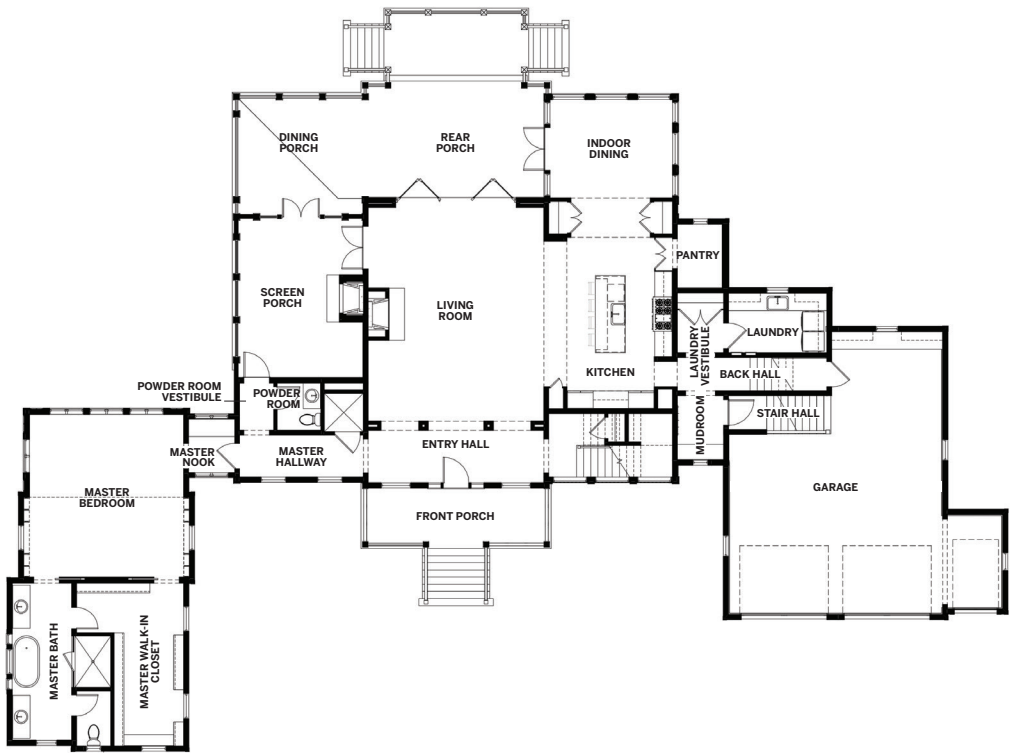 DINING
PORCH
REAR
PORCH
INDOOR
DINING
PANTRY
SCREEN
PORCH
LIVING
ROOM
LAUNDRY
LAUNDRY
VESTIBULE
KITCHEN
BACK HALL
POWDER ROOM
VESTIBULE
POWDER
ROOM
STAIR HALL
MUDROOM
MASTER
NOOK
MASTER
HALLWAY
ENTRY HALL
MASTER
BEDROOM
GARAGE
FRONT PORCH
MASTER BATH
MASTER WALK-IN
CLOSET